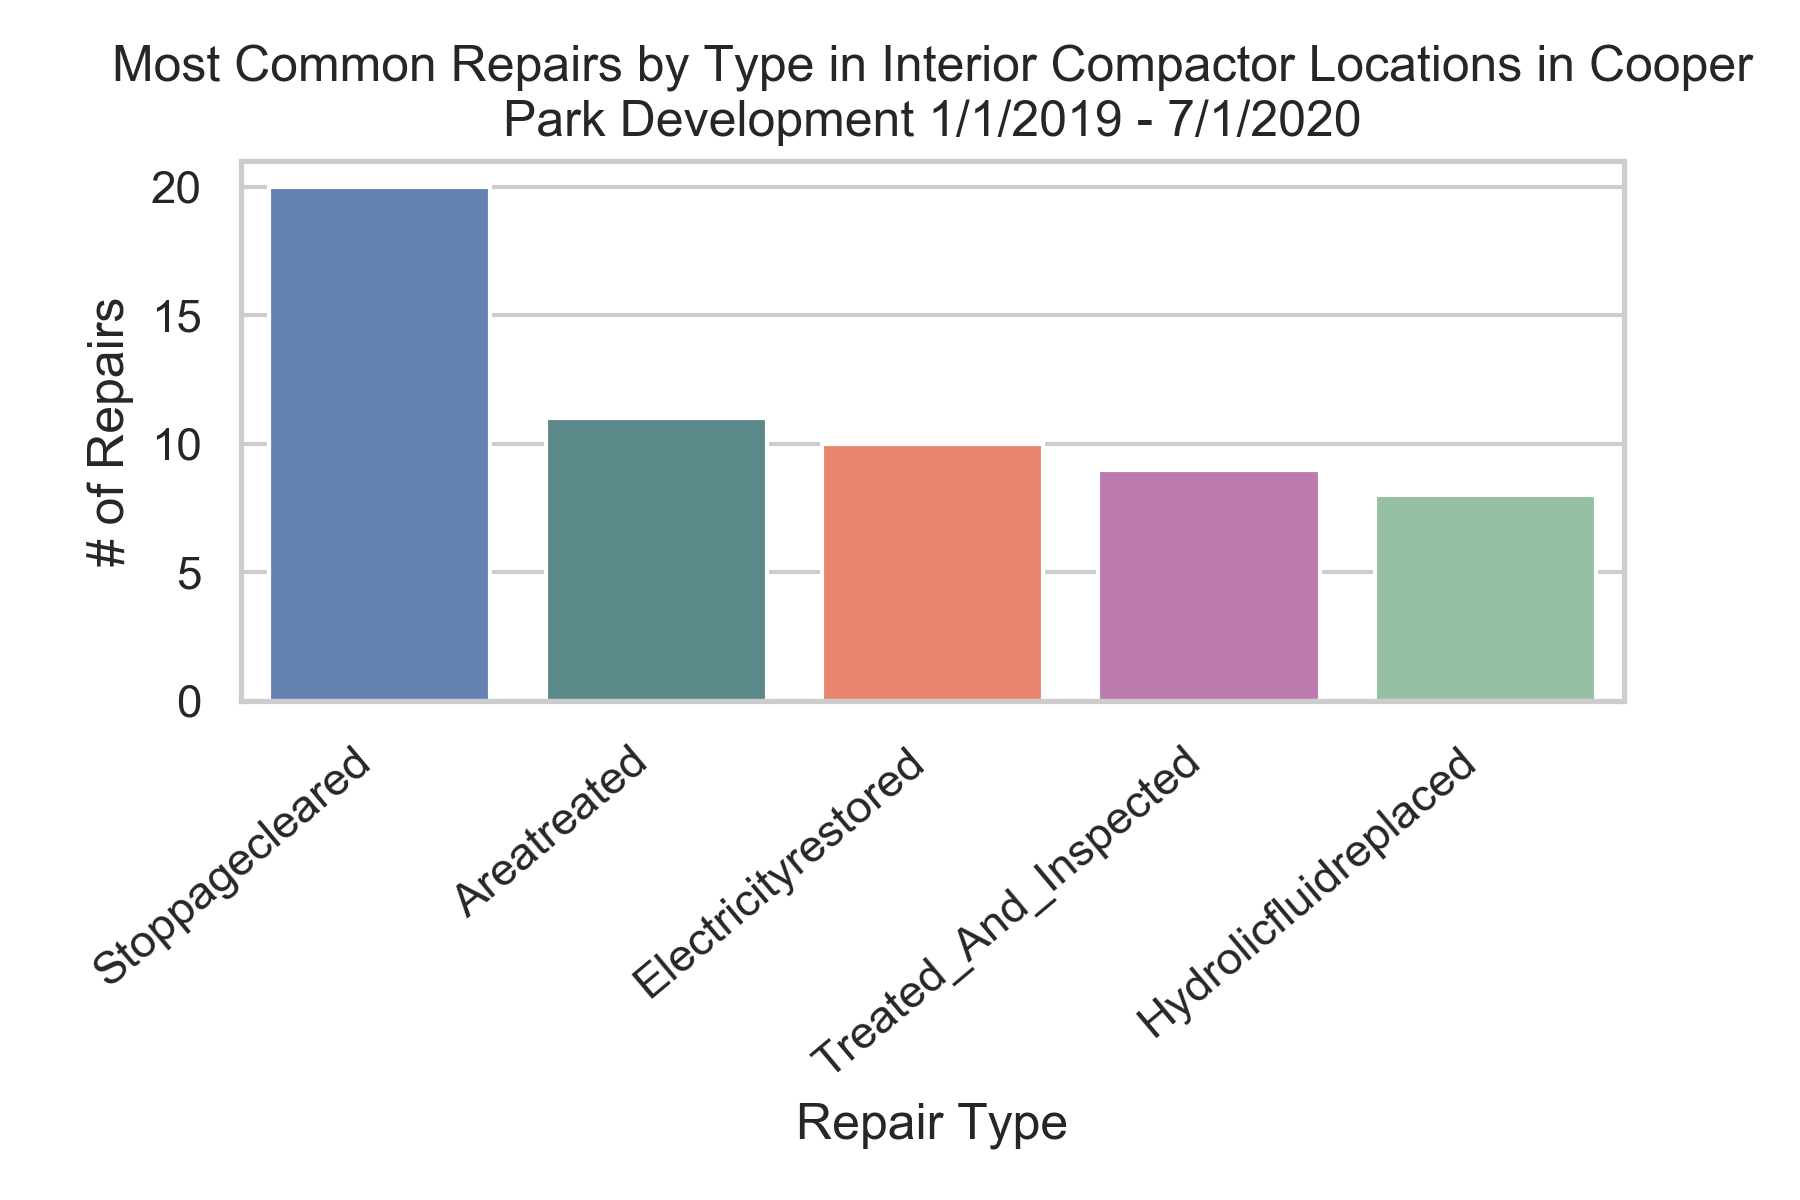 Most Common Repairs by Type in Interior Compactor Locations in Cooper
Park Development 1/1/2019 - 7/1/2020
# of Repairs
20
15
10
5
0
Stoppagecleared
Areatreated
Electricityrestored
Treated_And_Inspected
Hydrolicfluidreplaced
Repair Type